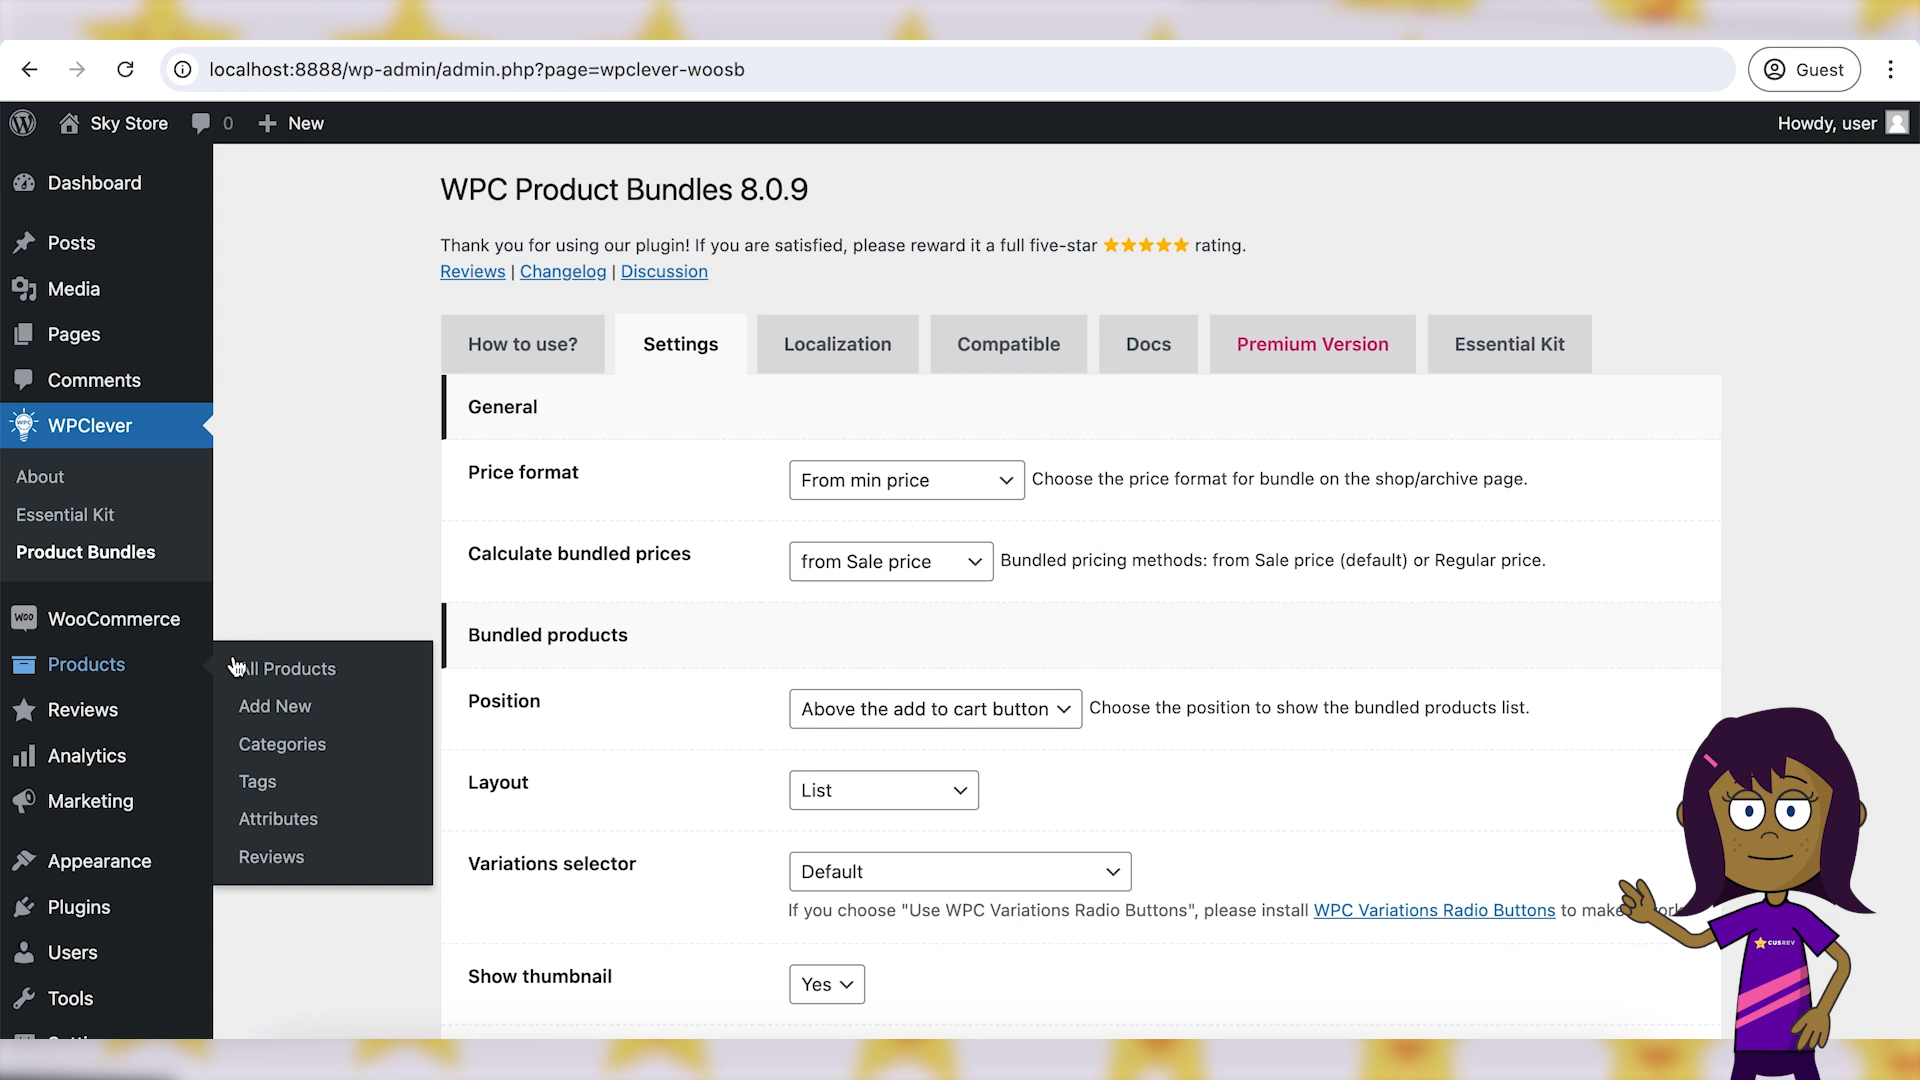 localhost:8888/wp-admin/admin.php?page=wpclever-woosb
Guest
Sky Store
0
New
Howdy, user
Dashboard
Posts
Media
Pages
Comments
WPClever
About
Essential Kit
Product Bundles
WooCommerce
Products
Reviews
Analytics
Marketing
Appearance
Plugins
Users
Tools
All Products
Add New
Categories
Tags
Attributes
Reviews
WPC Product Bundles 8.0.9
Thank you for using our plugin! If you are satisfied, please reward it a full five-star ★★★★★ rating.
Reviews | Changelog | Discussion
How to use?
Settings
Localization
Compatible
Docs
Premium Version
Essential Kit
General
Price format
From min price
Choose the price format for bundle on the shop/archive page.
Calculate bundled prices
from Sale price
Bundled pricing methods: from Sale price (default) or Regular price.
Bundled products
Position
Above the add to cart button
Choose the position to show the bundled products list.
Layout
List
Variations selector
Default
If you choose "Use WPC Variations Radio Buttons", please install WPC Variations Radio Buttons to make
Show thumbnail
Yes
CUSREV